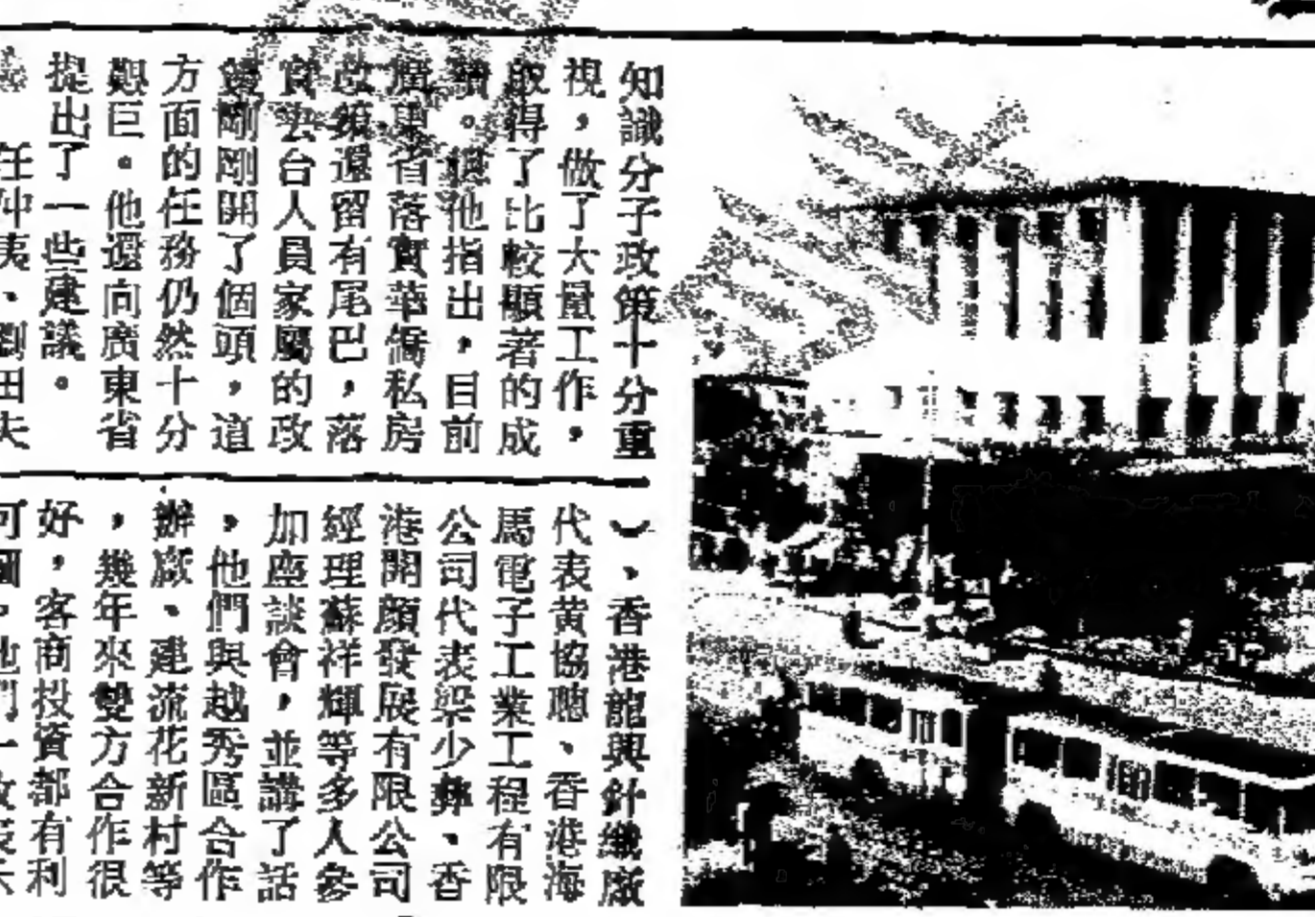 知識分子政策十分重
視，做了大量工作，
取得了比較顯著的成
績。但他指出，目前
廣東省落實華僑私房
政策還留有尾巴，落
實去台人員家屬的政
策剛剛開了個頭，這
方面的任務仍然十分
艱巨。他還向廣東省
提出了一些建議。
任仲夷、劉田夫
）、香港龍興針織廠
代表黄協聰、香港海
馬電子工業工程有限
公司代表梁少彝、香
港開顏發展有限公司
經理蘇祥輝等多人參
加座談會，並講了話
，他們與越秀區合作
辦廠、建流花新村等
，幾年來雙方合作很
好，客商投資都有利
可圖。他們一致表示